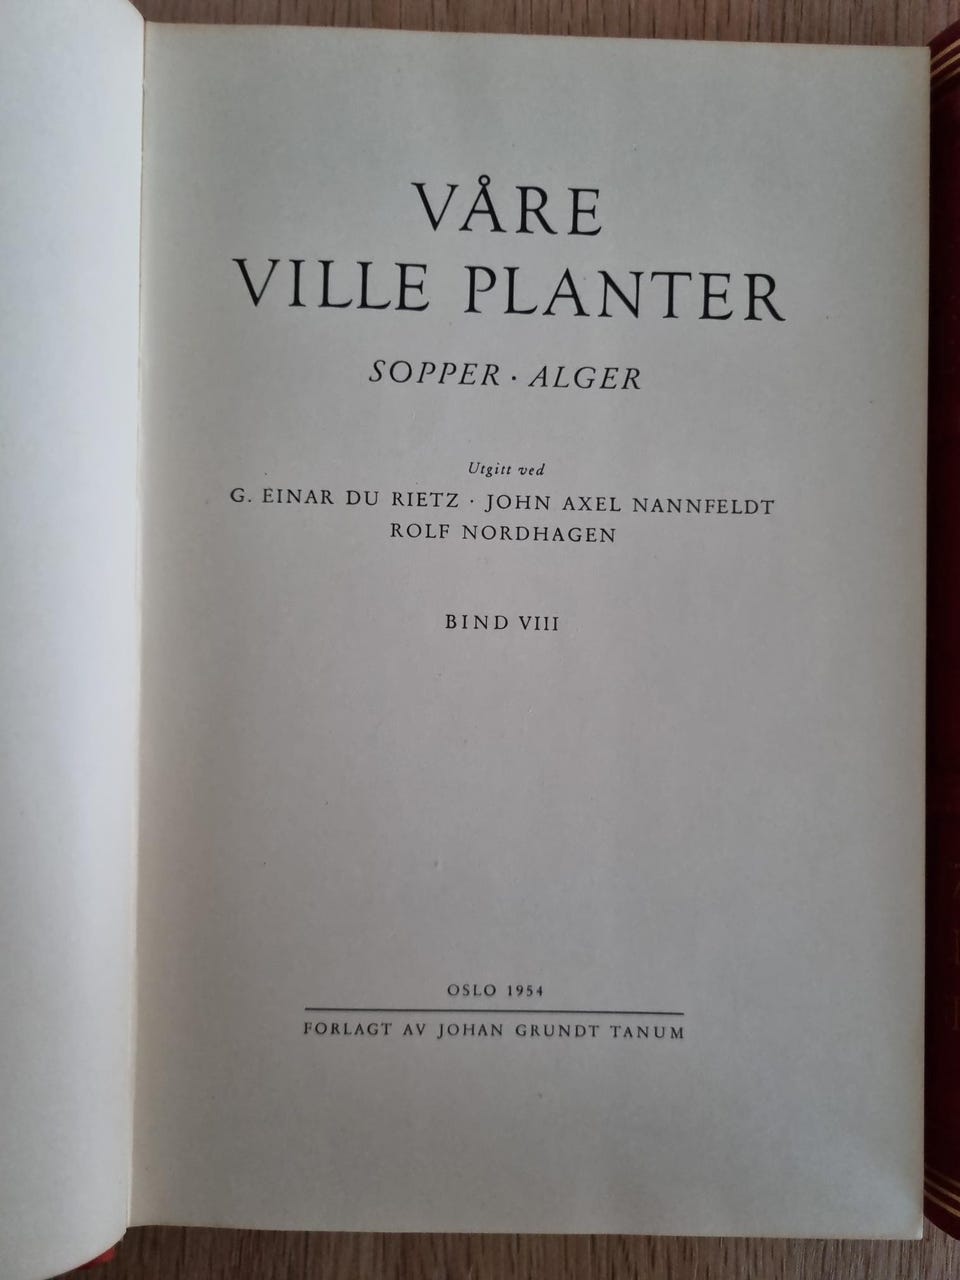 VÅRE
VILLE PLANTER
SOPPER · ALGER
Utgitt ved
G. EINAR DU RIETZ · JOHN AXEL NANNFELDT
ROLF NORDHAGEN
BIND VIII
OSLO 1954
FORLAGT AV JOHAN GRUNDT TANUM